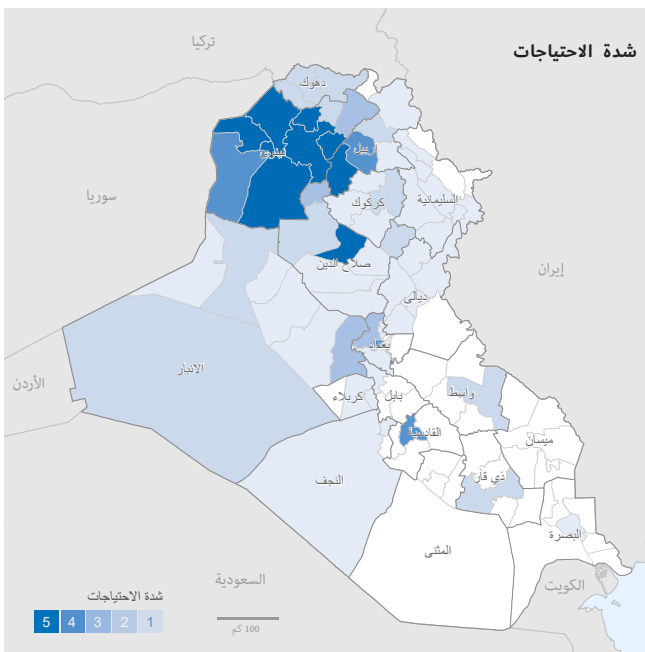 شدة الاحتياجات
تركيا
دهوك
نينوى
أربيل
سوريا
كركوك
السليمانية
صلاح الدين
إيران
ديالى
بغداد
الانبار
الأردن
كربلاء
بابل
واسط
القادسية
ميسان
النجف
ذي قار
البصرة
المثنى
السعودية
الكويت
شدة الاحتياجات
5 4 3 2 1
100 كم